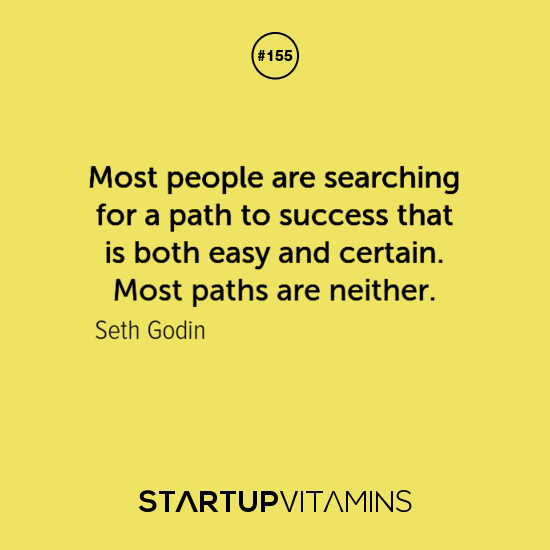 #155
Most people are searching
for a path to success that
is both easy and certain.
Most paths are neither.
Seth Godin
STARTUPVITAMINS